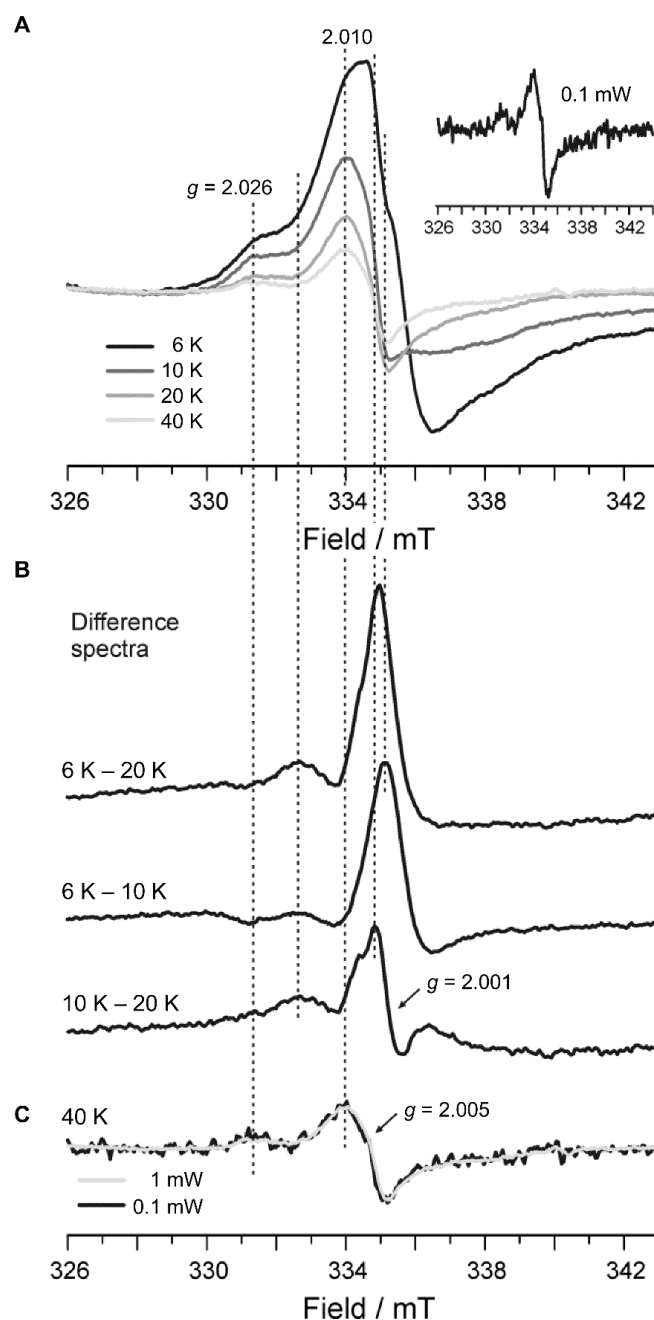 A
2.010
0.1 mW
g = 2.026
326 330 334 338 342
6 K
10 K
20 K
40 K
326 330 334 338 342
Field / mT
B
Difference
spectra
6 K – 20 K
6 K – 10 K
10 K – 20 K
g = 2.001
C
40 K
g = 2.005
1 mW
0.1 mW
326 330 334 338 342
Field / mT